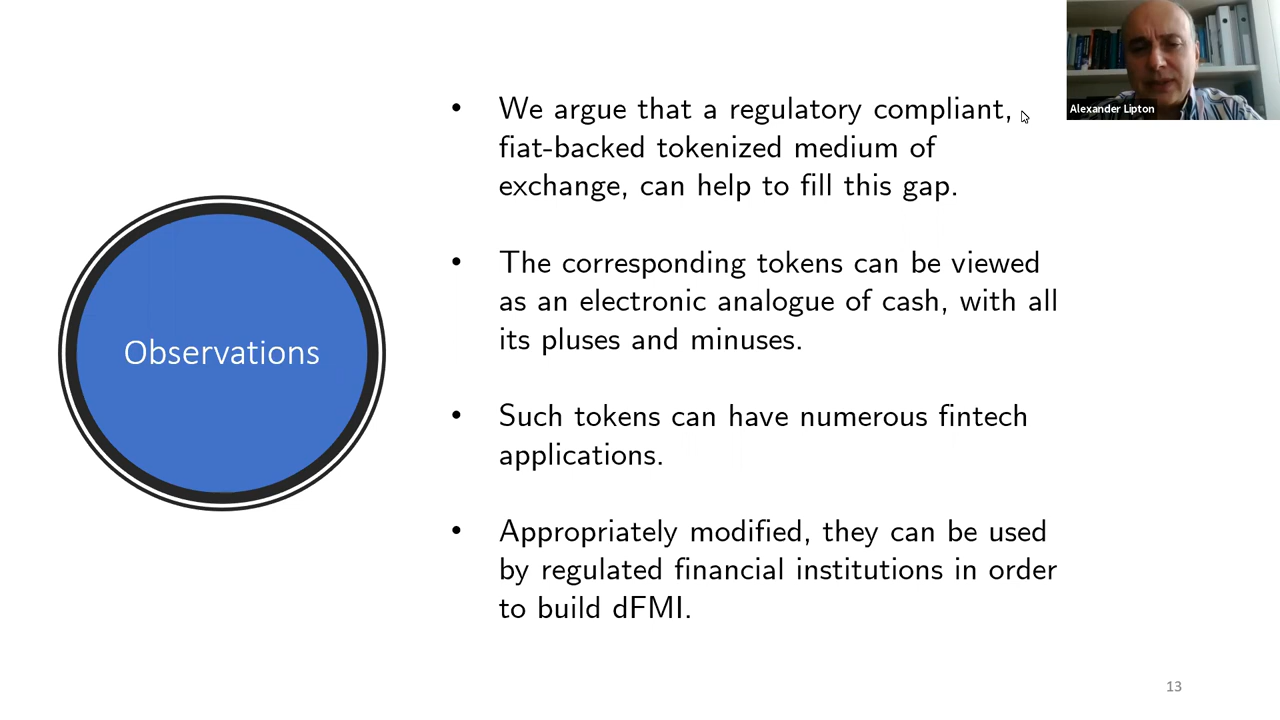 Alexander Lipton
Observations
• We argue that a regulatory compliant,
fiat-backed tokenized medium of
exchange, can help to fill this gap.
• The corresponding tokens can be viewed
as an electronic analogue of cash, with all
its pluses and minuses.
• Such tokens can have numerous fintech
applications.
• Appropriately modified, they can be used
by regulated financial institutions in order
to build dFMI.
13